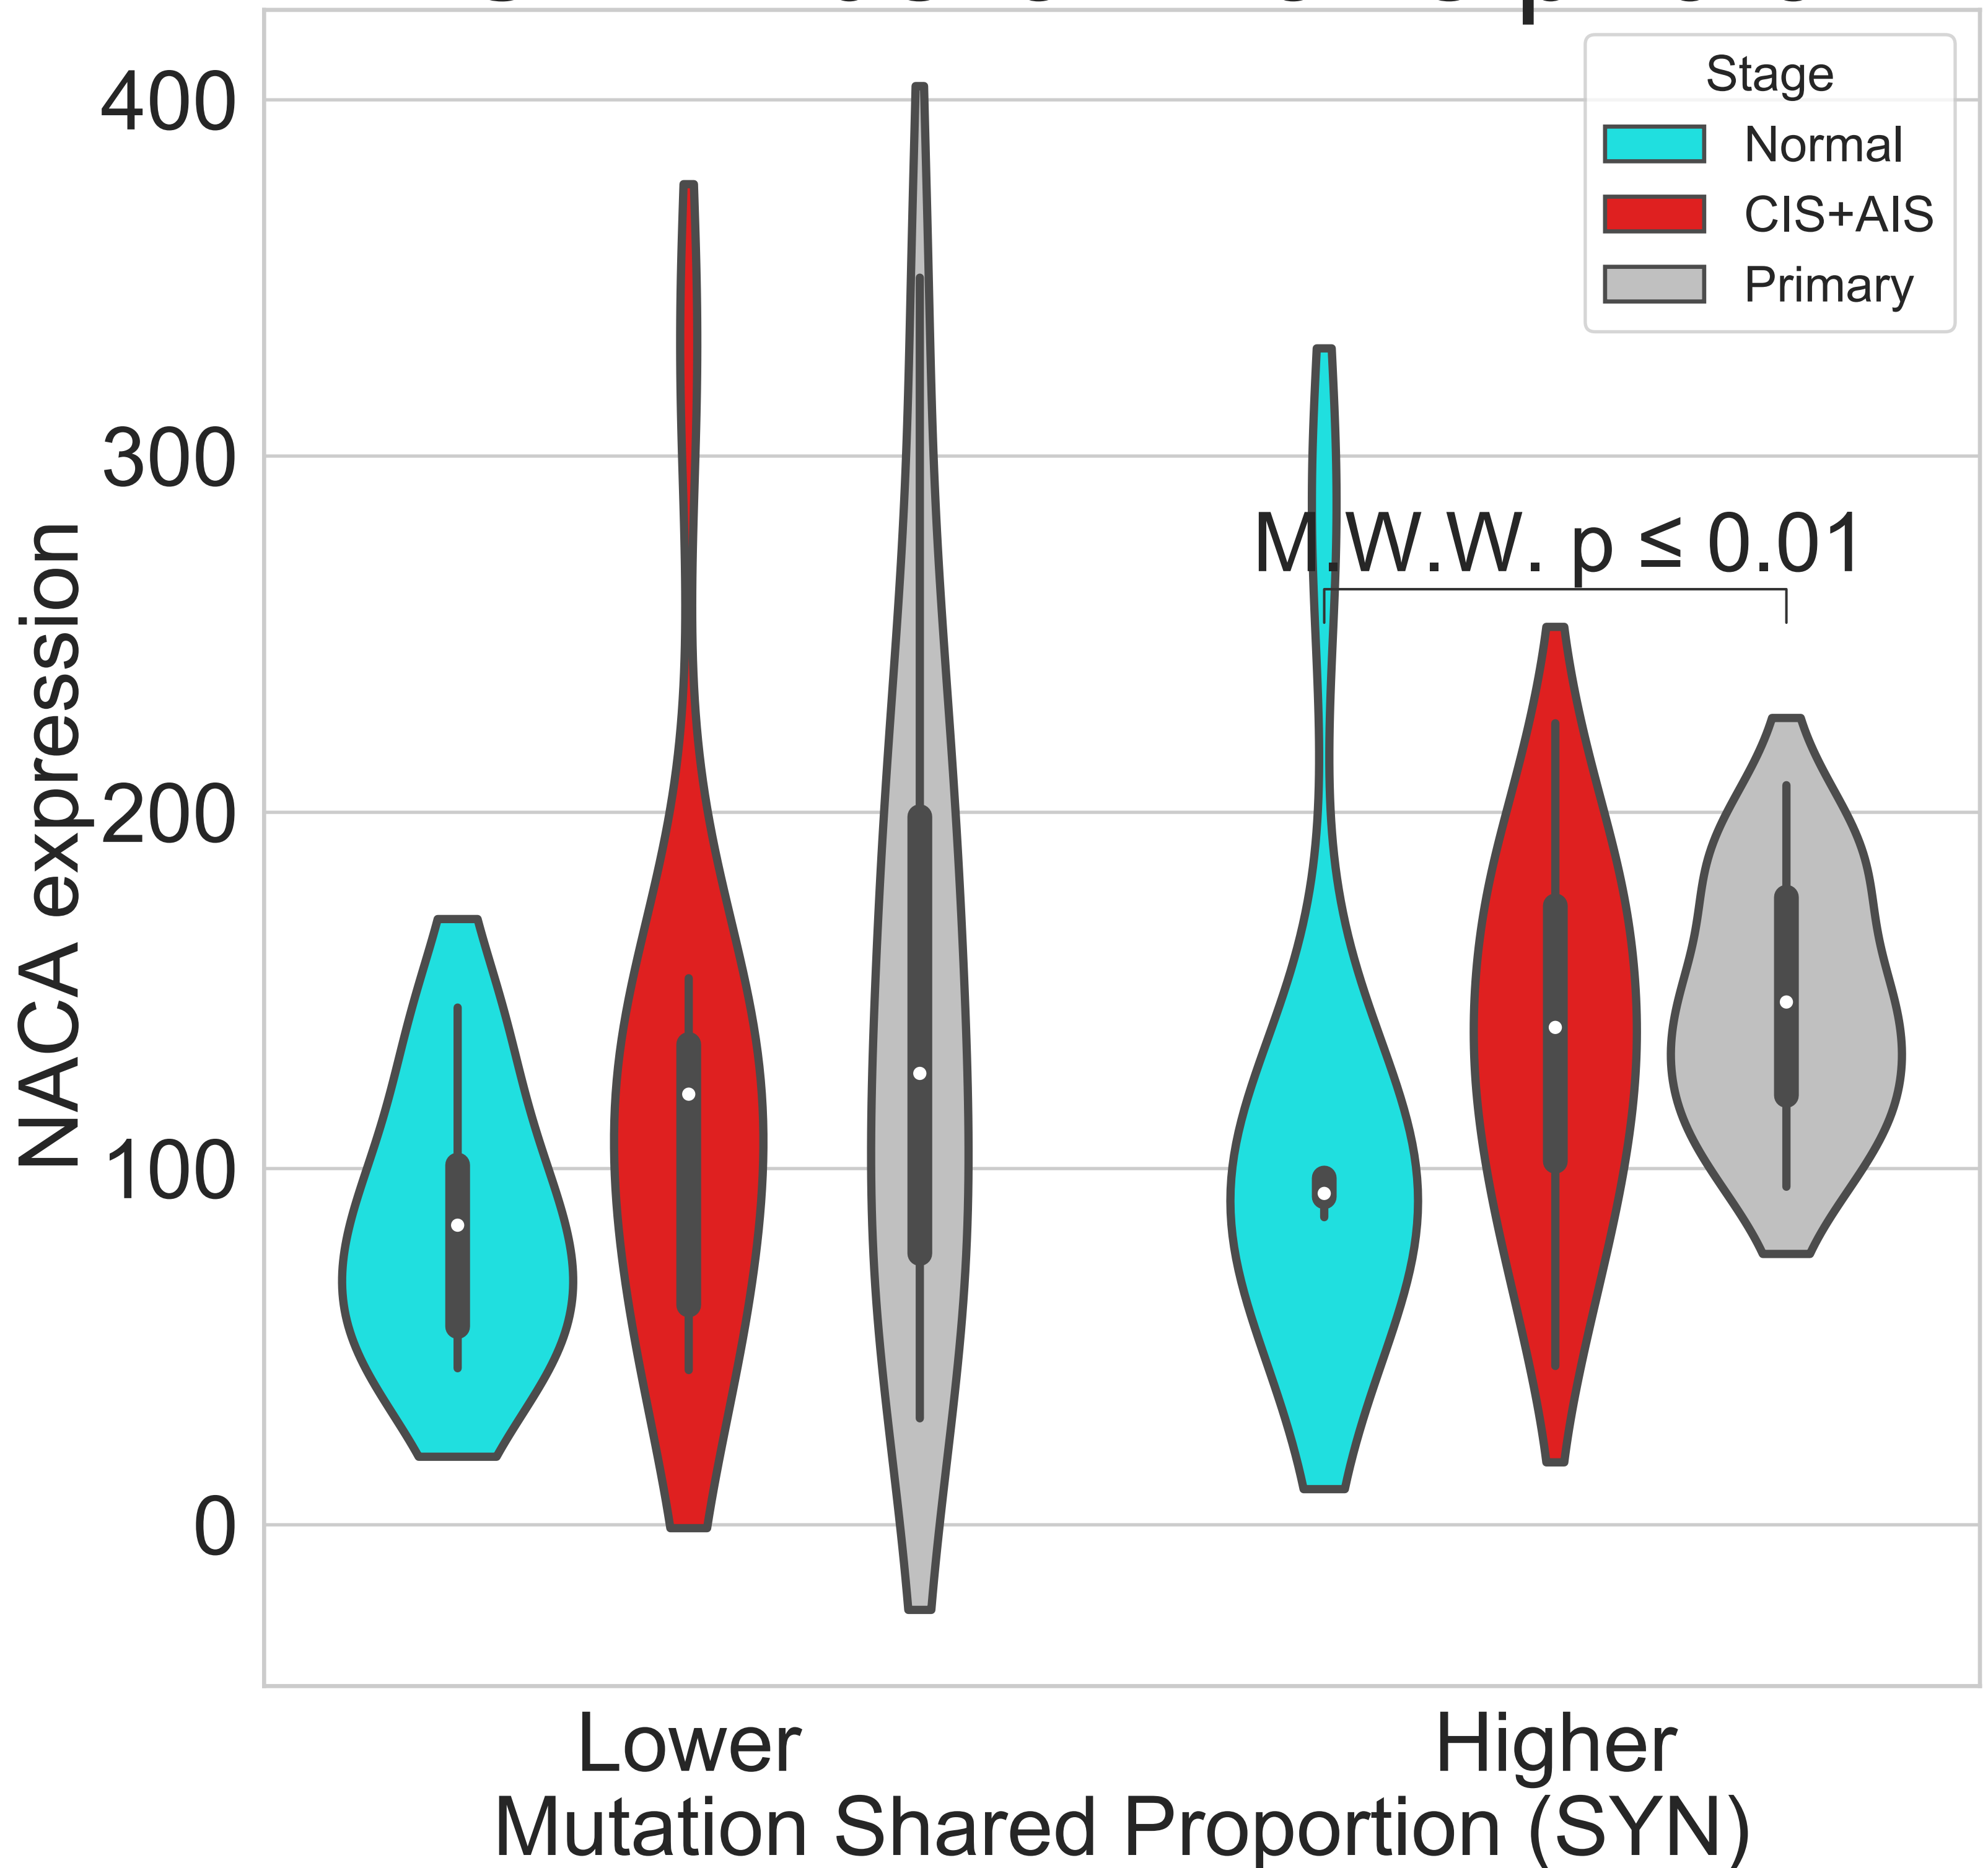 Stage
Normal
CIS+AIS
Primary
400
300
200
100
0
NACA expression
M.W.W. p ≤ 0.01
Lower
Higher
Mutation Shared Proportion (SYN)